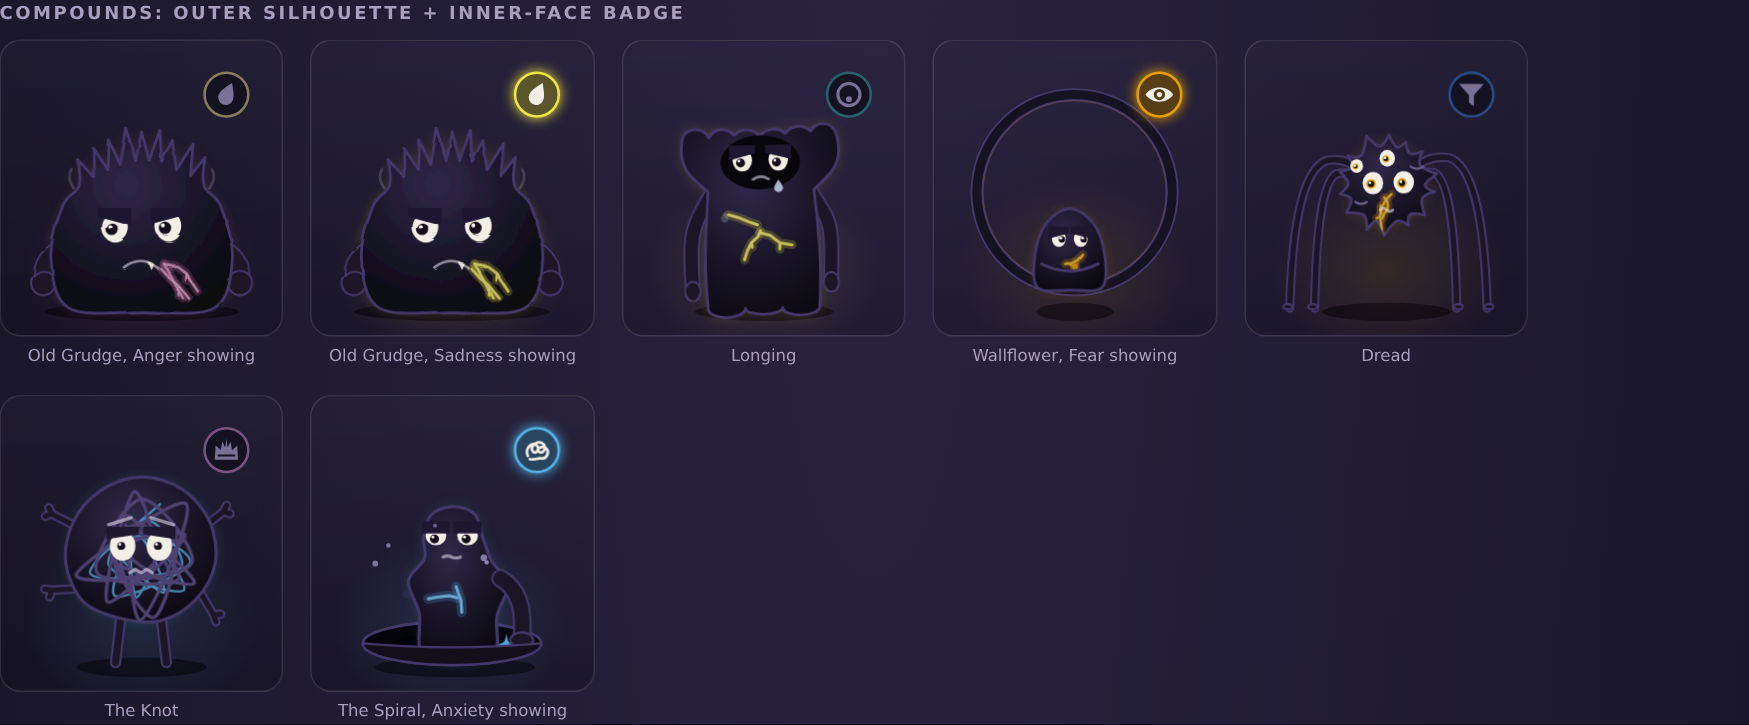 COMPOUNDS: OUTER SILHOUETTE + INNER-FACE BADGE
Old Grudge, Anger showing
Old Grudge, Sadness showing
Longing
Wallflower, Fear showing
Dread
The Knot
The Spiral, Anxiety showing